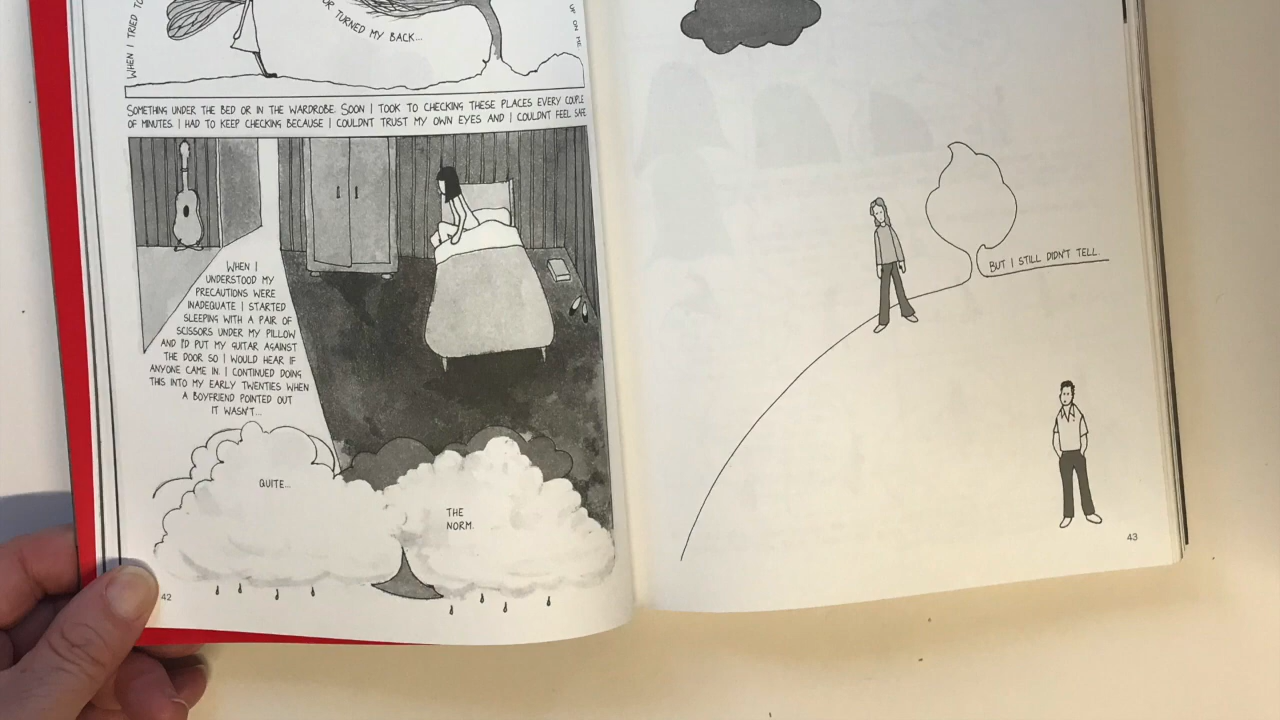 WHEN I TRIED TO
OR TURNED MY BACK...
UP ON ME
SOMETHING UNDER THE BED OR IN THE WARDROBE. SOON I TOOK TO CHECKING THESE PLACES EVERY COUPLE
OF MINUTES. I HAD TO KEEP CHECKING BECAUSE I COULDNT TRUST MY OWN EYES AND I COULDNT FEEL SAFE
WHEN I
UNDERSTOOD MY
PRECAUTIONS WERE
INADEQUATE I STARTED
SLEEPING WITH A PAIR OF
SCISSORS UNDER MY PILLOW
AND I'D PUT MY GUITAR AGAINST
THE DOOR SO I WOULD HEAR IF
ANYONE CAME IN. I CONTINUED DOING
THIS INTO MY EARLY TWENTIES WHEN
A BOYFRIEND POINTED OUT
IT WASN'T...
QUITE...
THE
NORM.
42
BUT I STILL DIDN'T TELL.
43